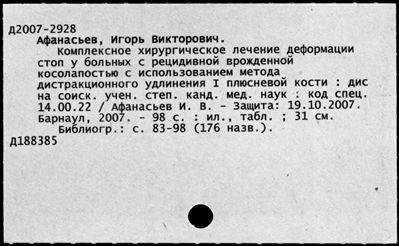 Д2007-2928
Афанасьев, Игорь Викторович.
Комплексное хирургическое лечение деформации
стоп у больных с рецидивной врожденной
косолапостью с использованием метода
дистракционного удлинения I плюсневой кости : дис
на соиск. учен. степ. канд. мед. наук : код спец.
14.00.22 / Афанасьев И. В. - Защита: 19.10.2007.
Барнаул, 2007. - 98 с. : ил., табл. ; 31 см.
Библиогр.: с. 83-98 (176 назв.).
Д188385